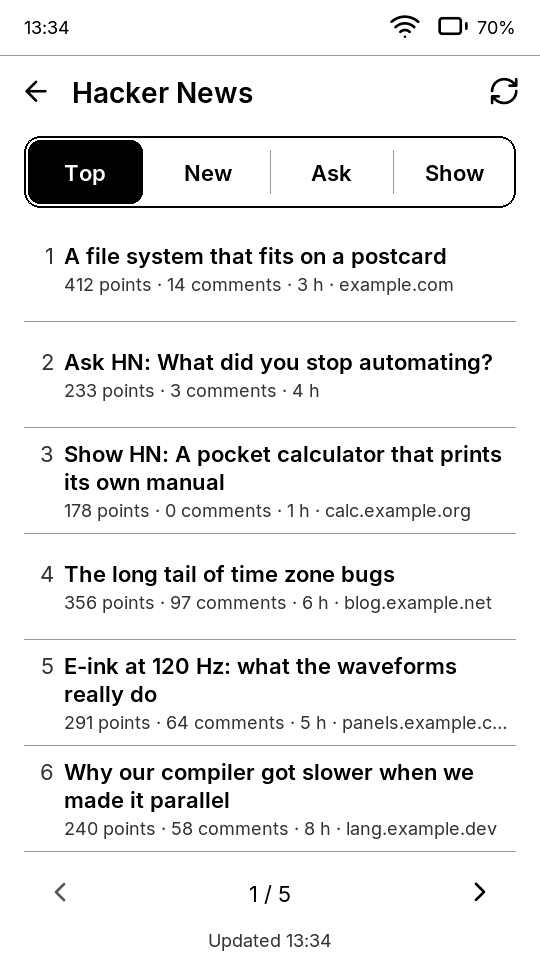 13:34
70%
Hacker News
Top
New
Ask
Show
1 A file system that fits on a postcard
412 points · 14 comments · 3 h · example.com
2 Ask HN: What did you stop automating?
233 points · 3 comments · 4 h
3 Show HN: A pocket calculator that prints
its own manual
178 points · 0 comments · 1 h · calc.example.org
4 The long tail of time zone bugs
356 points · 97 comments · 6 h · blog.example.net
5 E-ink at 120 Hz: what the waveforms
really do
291 points · 64 comments · 5 h · panels.example.c...
6 Why our compiler got slower when we
made it parallel
240 points · 58 comments · 8 h · lang.example.dev
1 / 5
Updated 13:34